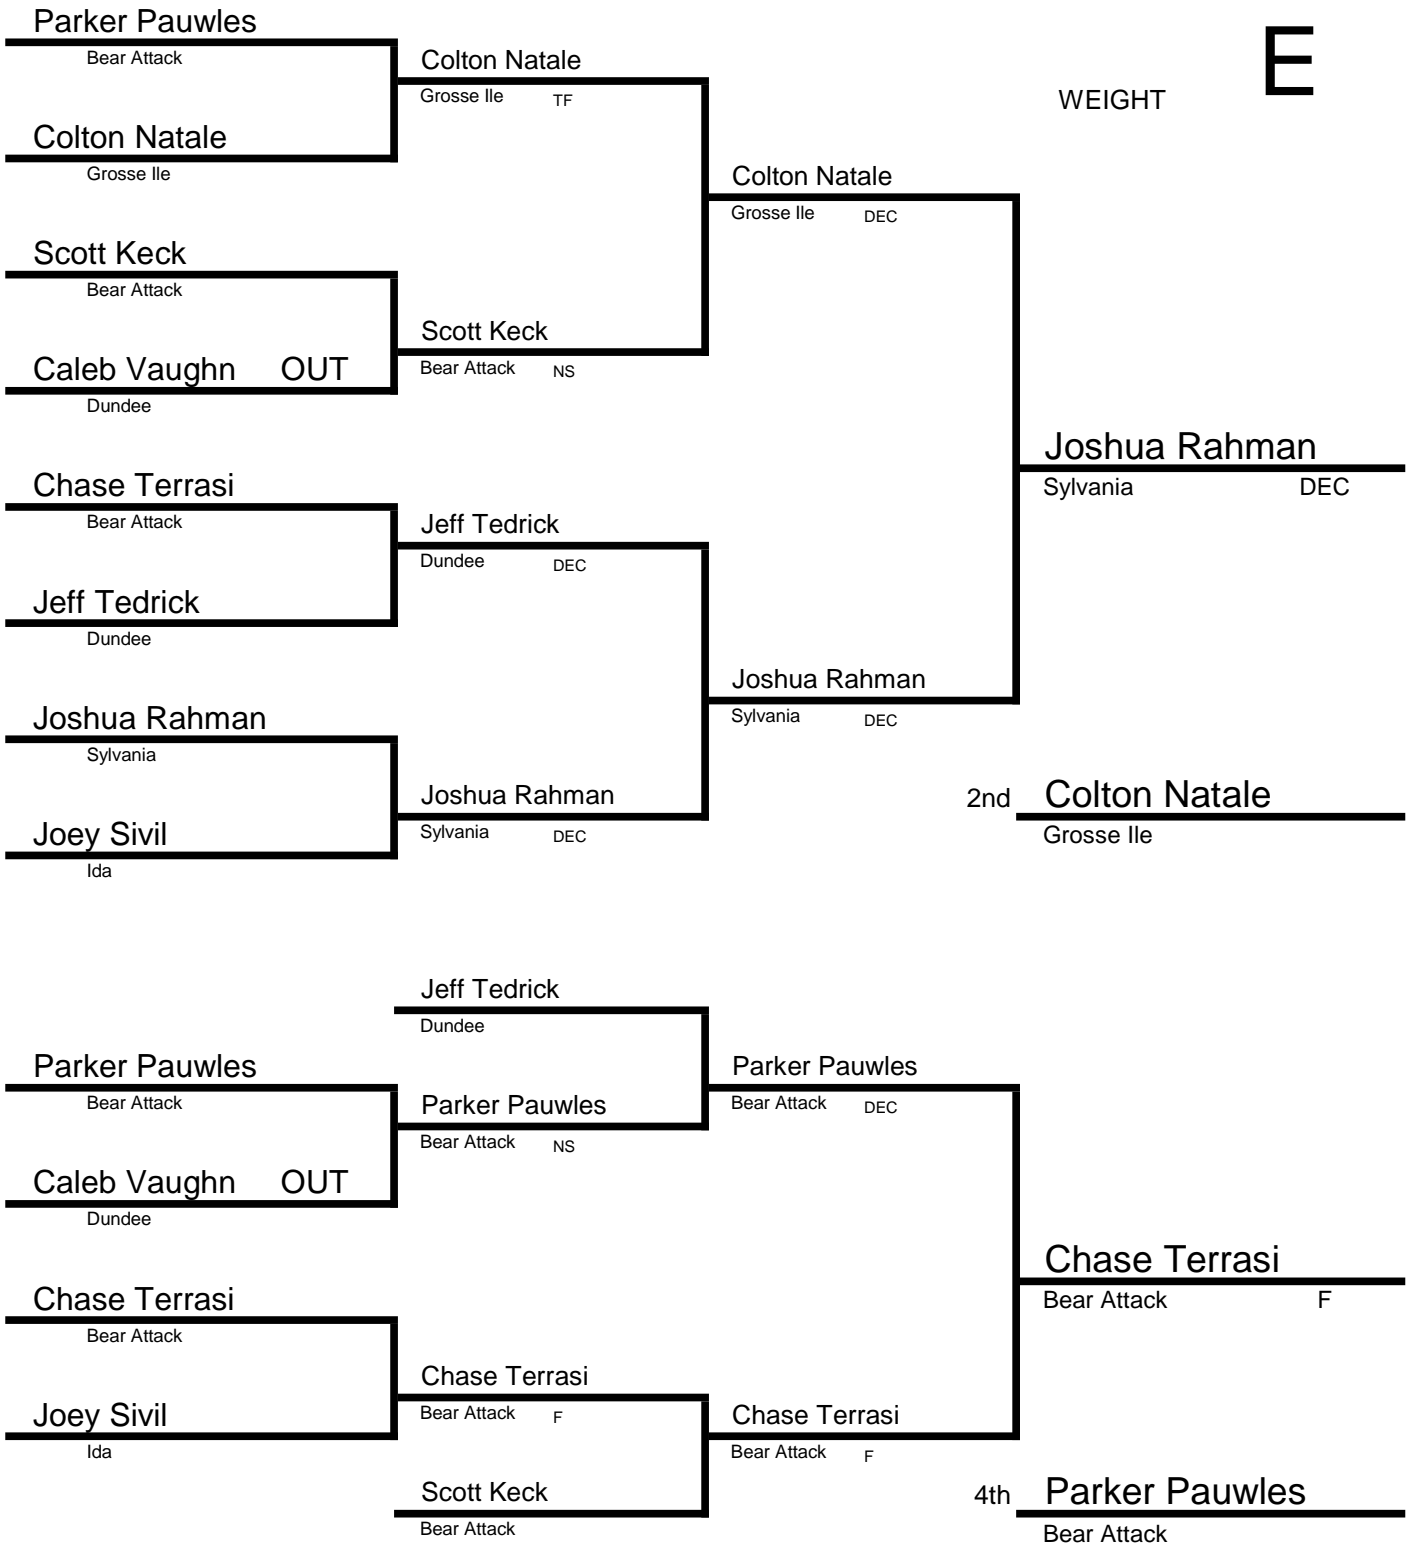 Parker Pauwles
Bear Attack
Colton Natale
Grosse Ile TF
WEIGHT E
Colton Natale
Grosse Ile
Colton Natale
Grosse Ile DEC
Scott Keck
Bear Attack
Scott Keck
Bear Attack NS
Caleb Vaughn OUT
Dundee
Joshua Rahman
Sylvania DEC
Chase Terrasi
Bear Attack
Jeff Tedrick
Dundee DEC
Jeff Tedrick
Dundee
Joshua Rahman
Sylvania DEC
Joshua Rahman
Sylvania
Joshua Rahman
Sylvania DEC
2nd Colton Natale
Grosse Ile
Joey Sivil
Ida
Jeff Tedrick
Dundee
Parker Pauwles
Bear Attack
Parker Pauwles
Bear Attack DEC
Parker Pauwles
Bear Attack NS
Caleb Vaughn OUT
Dundee
Chase Terrasi
Bear Attack F
Chase Terrasi
Bear Attack
Chase Terrasi
Bear Attack F
Joey Sivil
Ida
Chase Terrasi
Bear Attack F
Scott Keck
Bear Attack
4th Parker Pauwles
Bear Attack